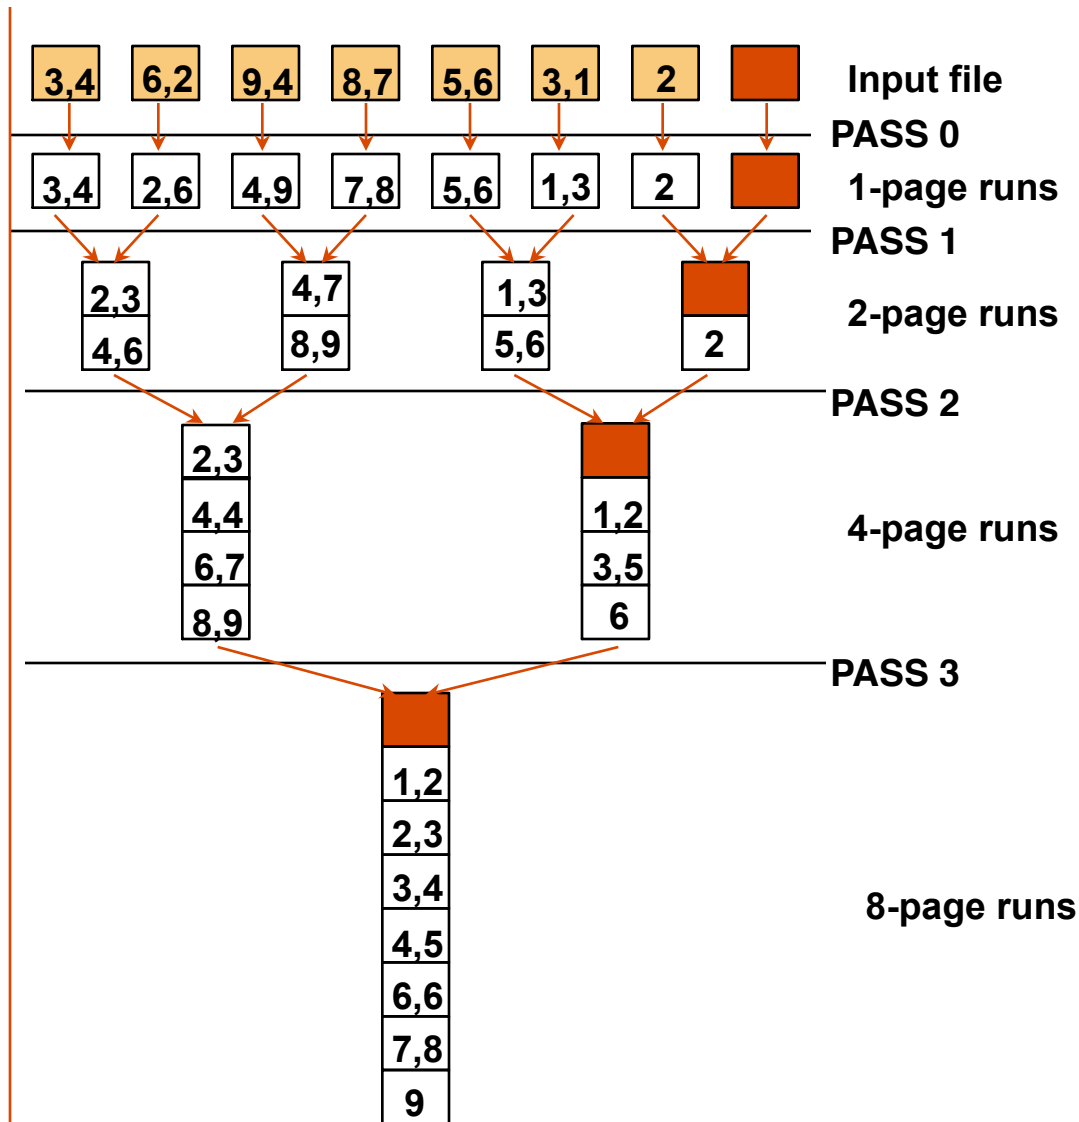 3,4 6,2 9,4 8,7 5,6 3,1 2 Input file
PASS 0
3,4 2,6 4,9 7,8 5,6 1,3 2 1-page runs
PASS 1
2,3 4,7 1,3
2-page runs
4,6 8,9 5,6 2
PASS 2
2,3
4,4 1,2
4-page runs
6,7 3,5
8,9 6
PASS 3
1,2
2,3
3,4
8-page runs
4,5
6,6
7,8
9